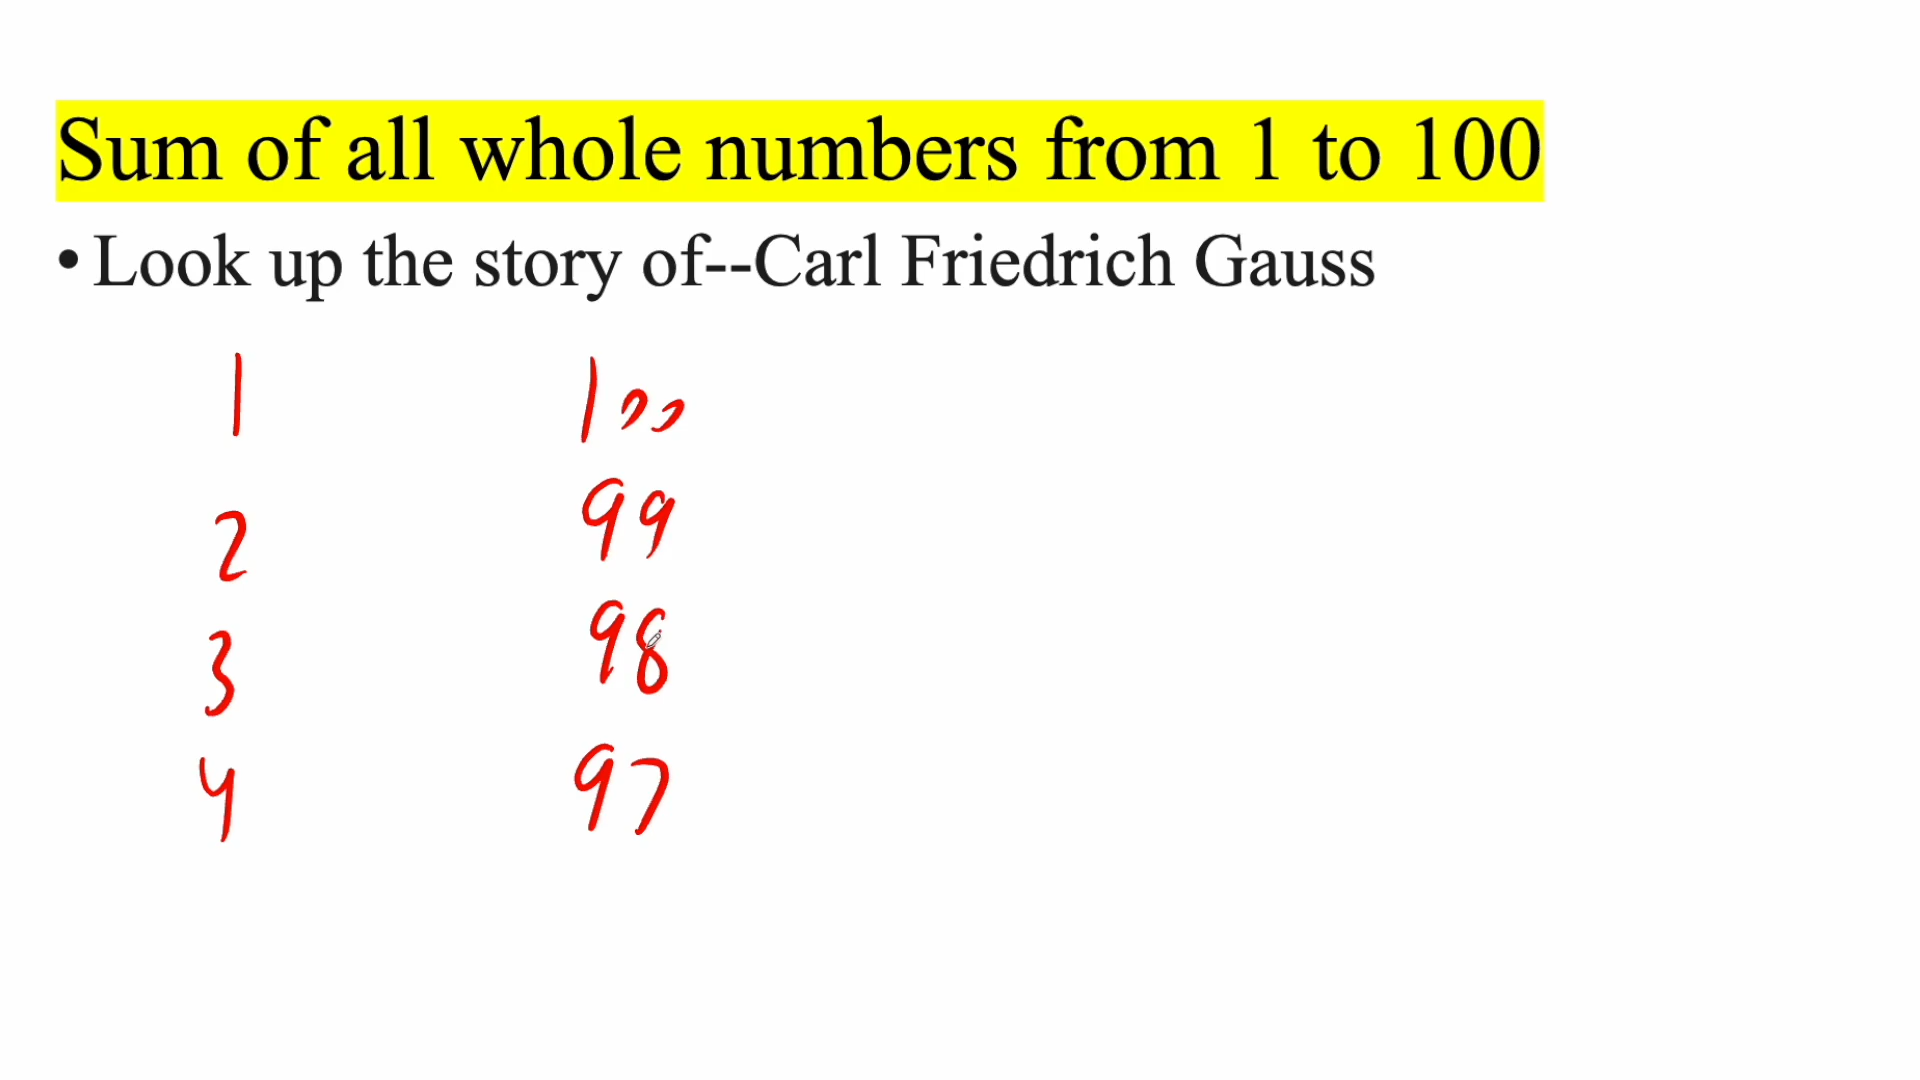 Sum of all whole numbers from 1 to 100
• Look up the story of--Carl Friedrich Gauss
1 100
2 99
3 98
4 97